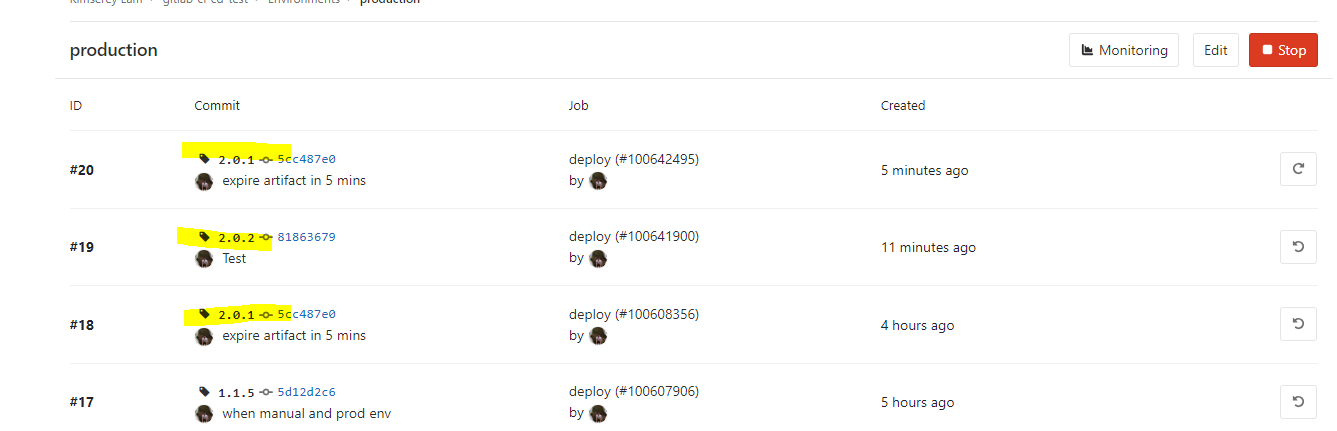 Kimserey Lam › gitlab-ci-cd-test › Environments › production
production
Monitoring Edit Stop
ID Commit Job Created
#20 2.0.1 5cc487e0 deploy (#100642495) 5 minutes ago
expire artifact in 5 mins by
#19 2.0.2 81863679 deploy (#100641900) 11 minutes ago
Test by
#18 2.0.1 5cc487e0 deploy (#100608356) 4 hours ago
expire artifact in 5 mins by
#17 1.1.5 5d12d2c6 deploy (#100607906) 5 hours ago
when manual and prod env by